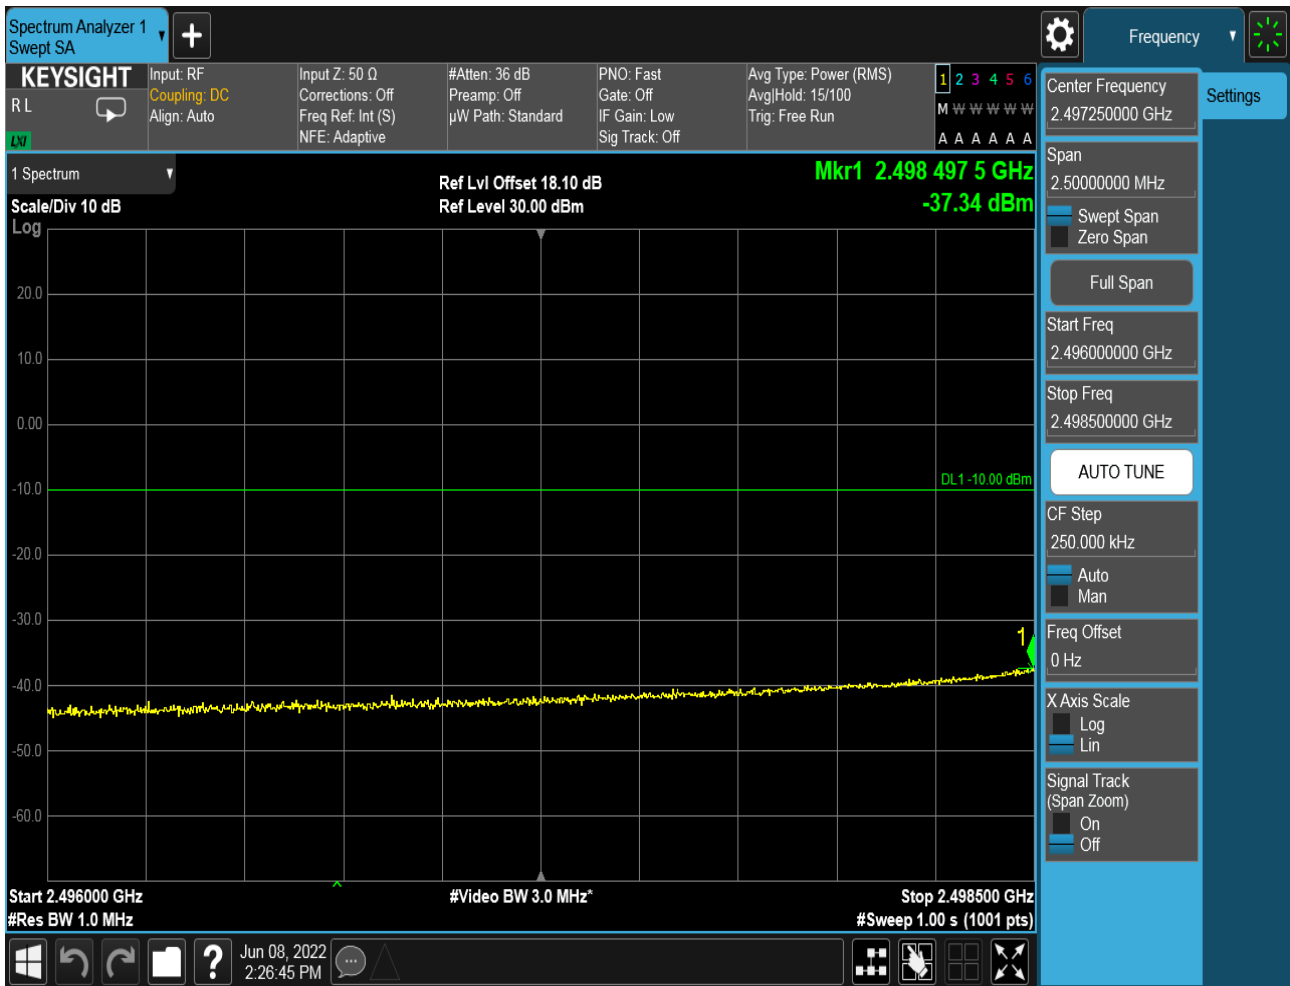 Spectrum Analyzer 1
Swept SA
Frequency
KEYSIGHT
R L
LXI
Input: RF
Coupling: DC
Align: Auto
Input Z: 50 Ω
Corrections: Off
Freq Ref: Int (S)
NFE: Adaptive
#Atten: 36 dB
Preamp: Off
µW Path: Standard
PNO: Fast
Gate: Off
IF Gain: Low
Sig Track: Off
Avg Type: Power (RMS)
Avg|Hold: 15/100
Trig: Free Run
1 2 3 4 5 6
M W W W W W
A A A A A A
1 Spectrum
Scale/Div 10 dB
Log
Ref Lvl Offset 18.10 dB
Ref Level 30.00 dBm
Mkr1 2.498 497 5 GHz
-37.34 dBm
20.0
10.0
0.00
-10.0
DL1 -10.00 dBm
-20.0
-30.0
1
-40.0
-50.0
-60.0
Start 2.496000 GHz
#Res BW 1.0 MHz
#Video BW 3.0 MHz*
Stop 2.498500 GHz
#Sweep 1.00 s (1001 pts)
Jun 08, 2022
2:26:45 PM
Center Frequency
2.497250000 GHz
Span
2.50000000 MHz
Swept Span
Zero Span
Full Span
Start Freq
2.496000000 GHz
Stop Freq
2.498500000 GHz
AUTO TUNE
CF Step
250.000 kHz
Auto
Man
Freq Offset
0 Hz
X Axis Scale
Log
Lin
Signal Track
(Span Zoom)
On
Off
Settings